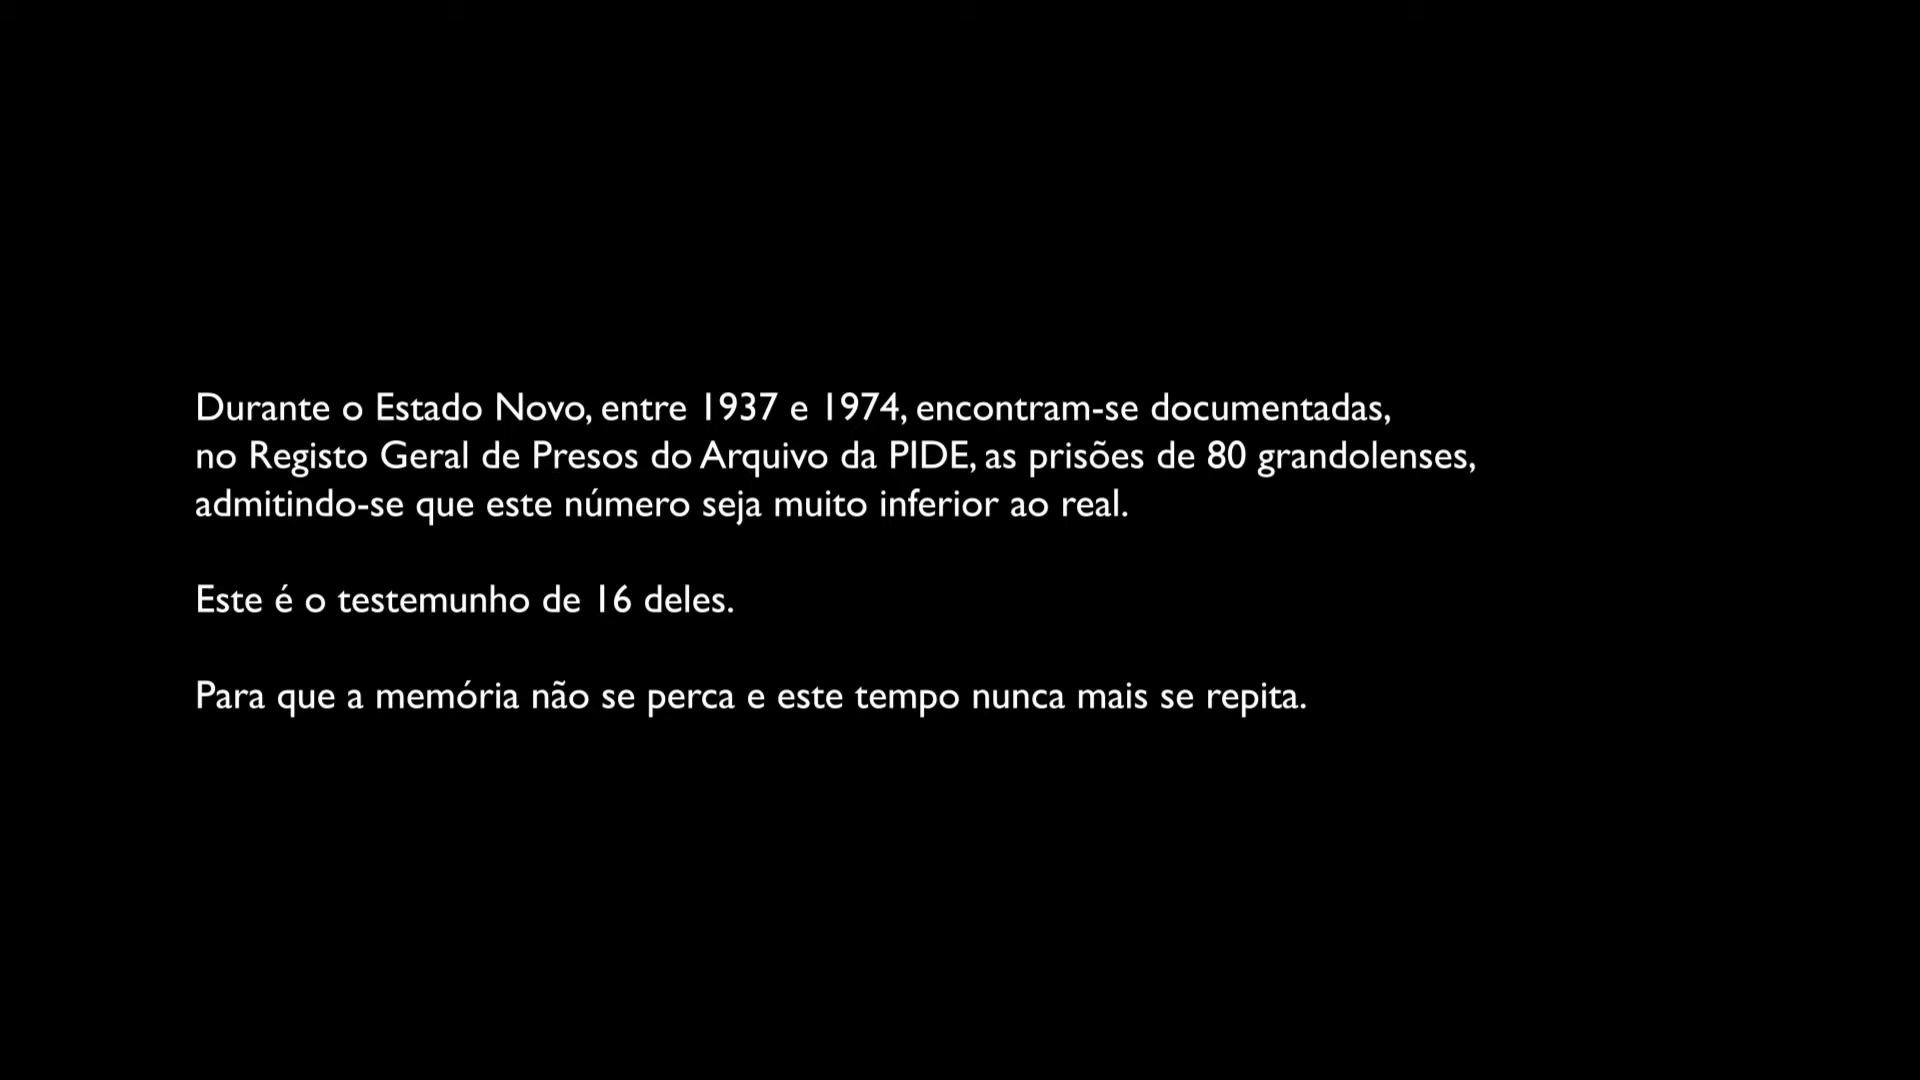 Durante o Estado Novo, entre 1937 e 1974, encontram-se documentadas,
no Registo Geral de Presos do Arquivo da PIDE, as prisões de 80 grandolenses,
admitindo-se que este número seja muito inferior ao real.
Este é o testemunho de 16 deles.
Para que a memória não se perca e este tempo nunca mais se repita.